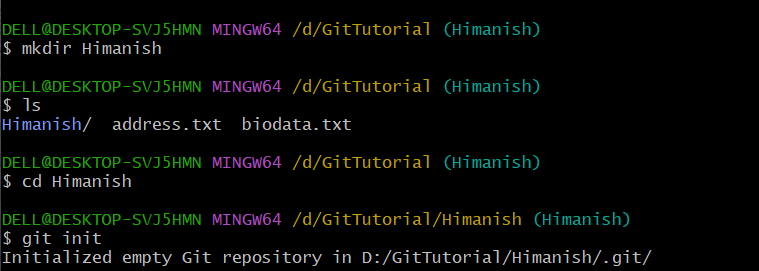 DELL@DESKTOP-SVJ5HMN MINGW64 /d/GitTutorial (Himanish)
$ mkdir Himanish
DELL@DESKTOP-SVJ5HMN MINGW64 /d/GitTutorial (Himanish)
$ ls
Himanish/  address.txt  biodata.txt
DELL@DESKTOP-SVJ5HMN MINGW64 /d/GitTutorial (Himanish)
$ cd Himanish
DELL@DESKTOP-SVJ5HMN MINGW64 /d/GitTutorial/Himanish (Himanish)
$ git init
Initialized empty Git repository in D:/GitTutorial/Himanish/.git/